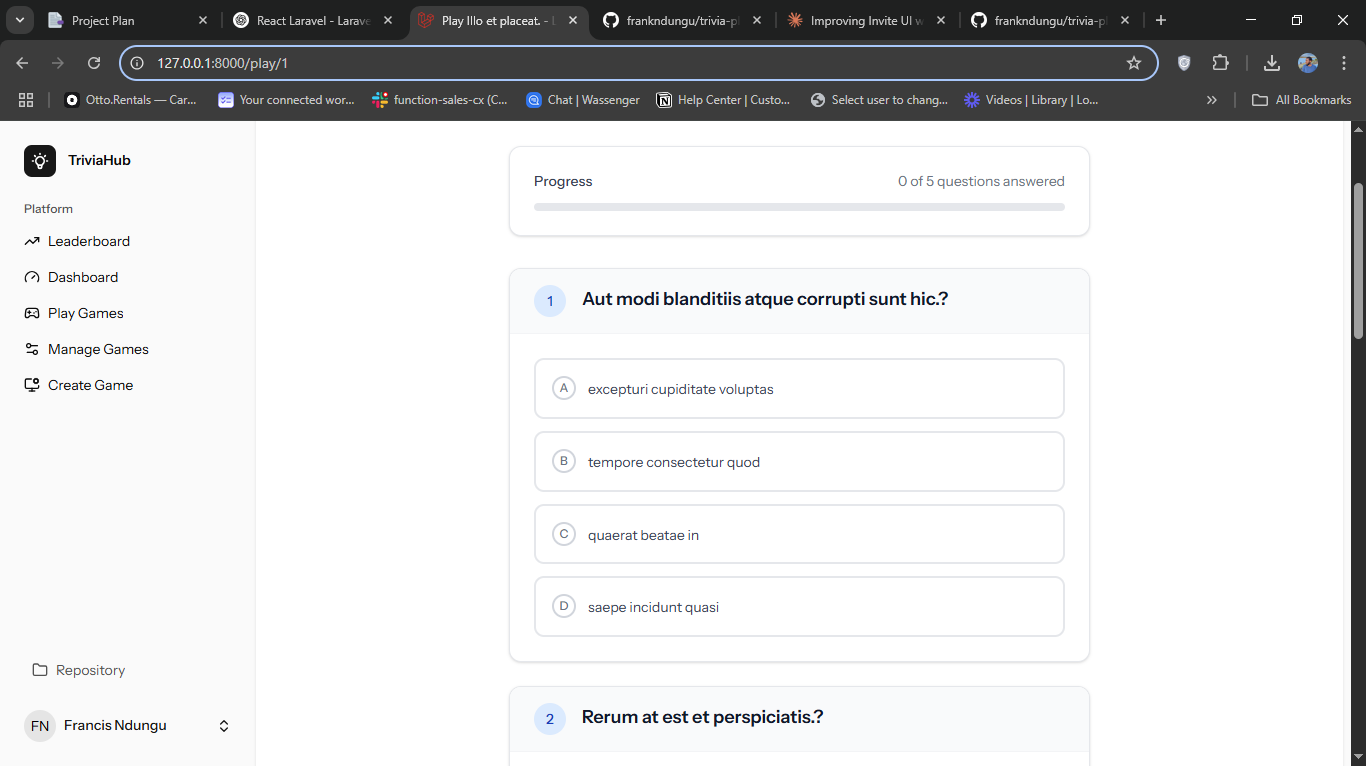 Project Plan
React Laravel - Larave
Play Illo et placeat. - L
frankndungu/trivia-pl
Improving Invite UI w
frankndungu/trivia-pl
127.0.0.1:8000/play/1
Otto.Rentals — Car...
Your connected wor...
function-sales-cx (C...
Chat | Wassenger
Help Center | Custo...
Select user to chang...
Videos | Library | Lo...
All Bookmarks
TriviaHub
Platform
Leaderboard
Dashboard
Play Games
Manage Games
Create Game
Repository
FN Francis Ndungu
Progress 0 of 5 questions answered
1 Aut modi blanditiis atque corrupti sunt hic.?
A excepturi cupiditate voluptas
B tempore consectetur quod
C quaerat beatae in
D saepe incidunt quasi
2 Rerum at est et perspiciatis.?